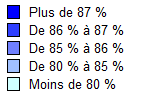 Plus de 87 %
De 86 % à 87 %
De 85 % à 86 %
De 80 % à 85 %
Moins de 80 %